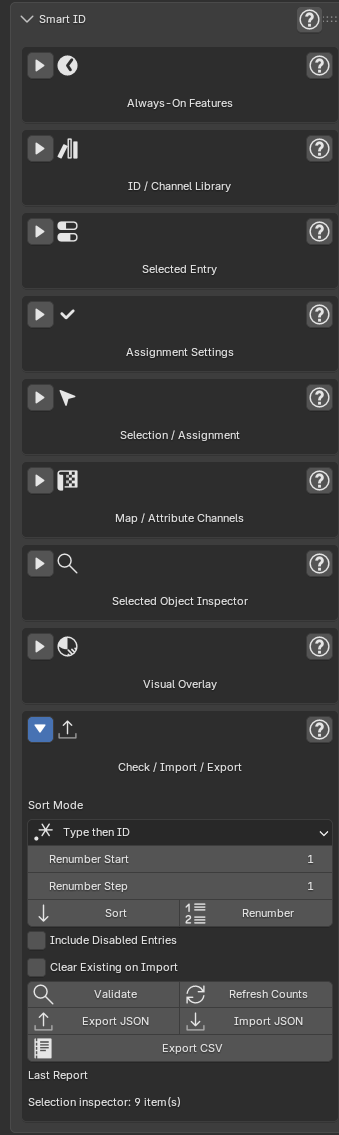 Smart ID
Always-On Features
ID / Channel Library
Selected Entry
Assignment Settings
Selection / Assignment
Map / Attribute Channels
Selected Object Inspector
Visual Overlay
Check / Import / Export
Sort Mode
Type then ID
Renumber Start 1
Renumber Step 1
Sort Renumber
Include Disabled Entries
Clear Existing on Import
Validate Refresh Counts
Export JSON Import JSON
Export CSV
Last Report
Selection inspector: 9 item(s)